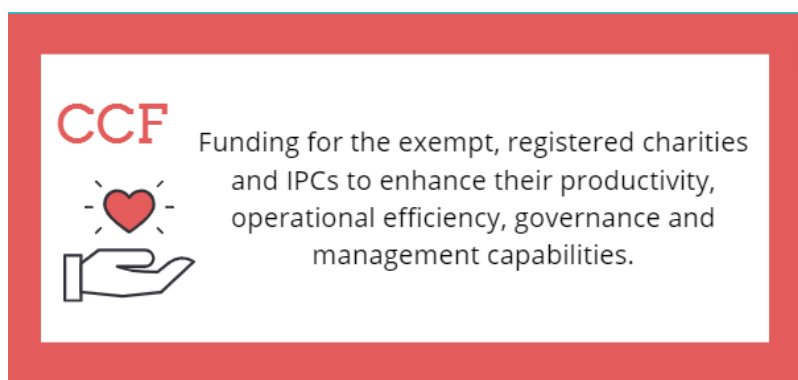 CCF
Funding for the exempt, registered charities
and IPCs to enhance their productivity,
operational efficiency, governance and
management capabilities.